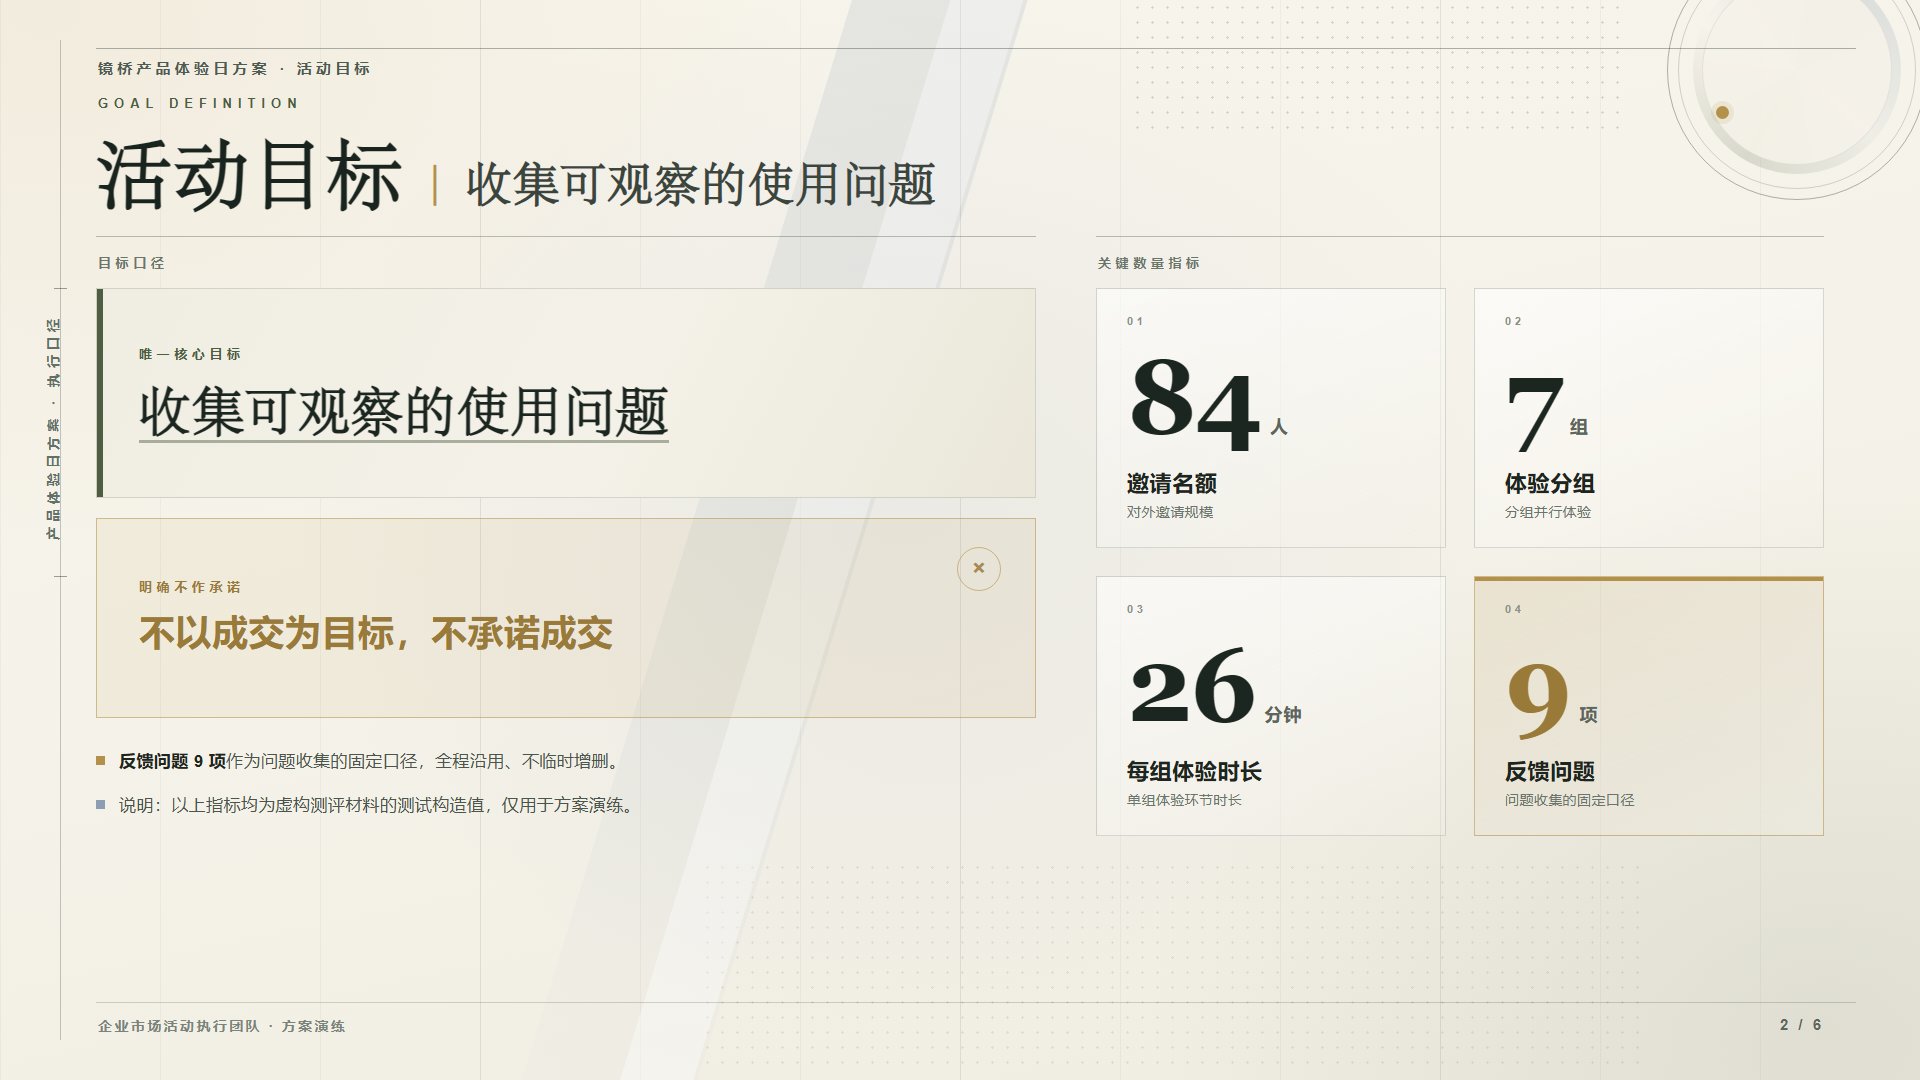 镜桥产品体验日方案 · 活动目标
GOAL DEFINITION
活动目标 | 收集可观察的使用问题
目标口径
唯一核心目标
收集可观察的使用问题
明确不作承诺
×
不以成交为目标，不承诺成交
反馈问题 9 项作为问题收集的固定口径，全程沿用、不临时增删。
说明：以上指标均为虚构测评材料的测试构造值，仅用于方案演练。
关键数量指标
01
84 人
邀请名额
对外邀请规模
02
7 组
体验分组
分组并行体验
03
26 分钟
每组体验时长
单组体验环节时长
04
9 项
反馈问题
问题收集的固定口径
产品体验日方案 · 执行口径
企业市场活动执行团队 · 方案演练
2 / 6